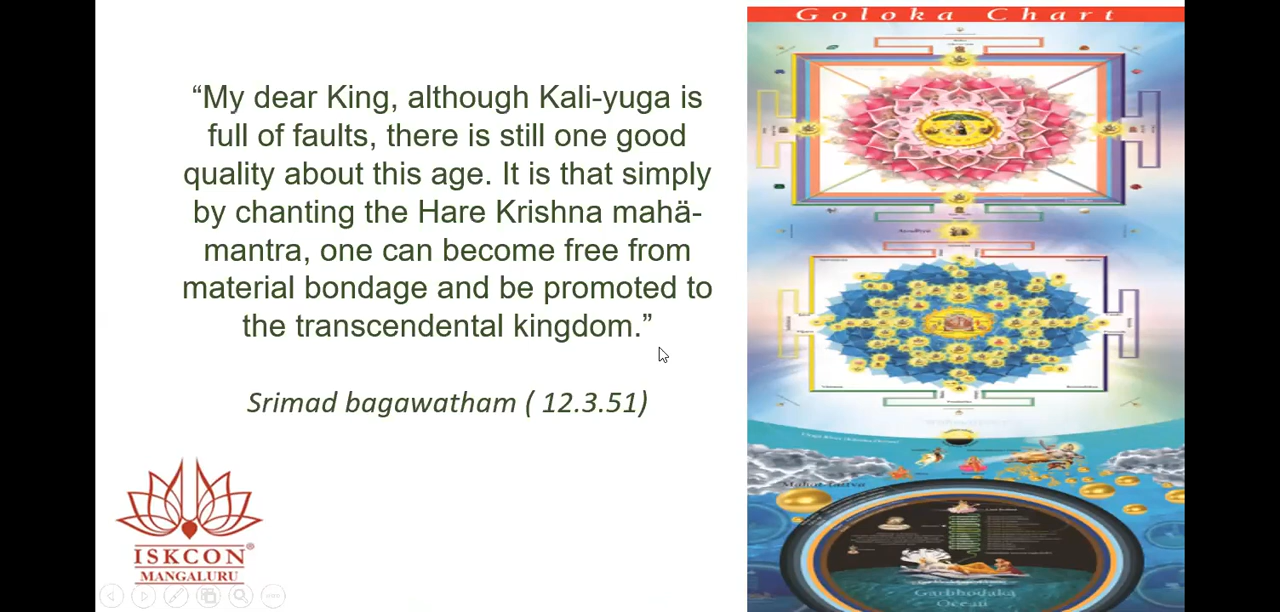 “My dear King, although Kali-yuga is
full of faults, there is still one good
quality about this age. It is that simply
by chanting the Hare Krishna mahä-
mantra, one can become free from
material bondage and be promoted to
the transcendental kingdom.”
Srimad bagawatham ( 12.3.51)
ISKCON®
MANGALURU
Goloka Chart
Mahat-tattva
Garbhodaka
Ocean